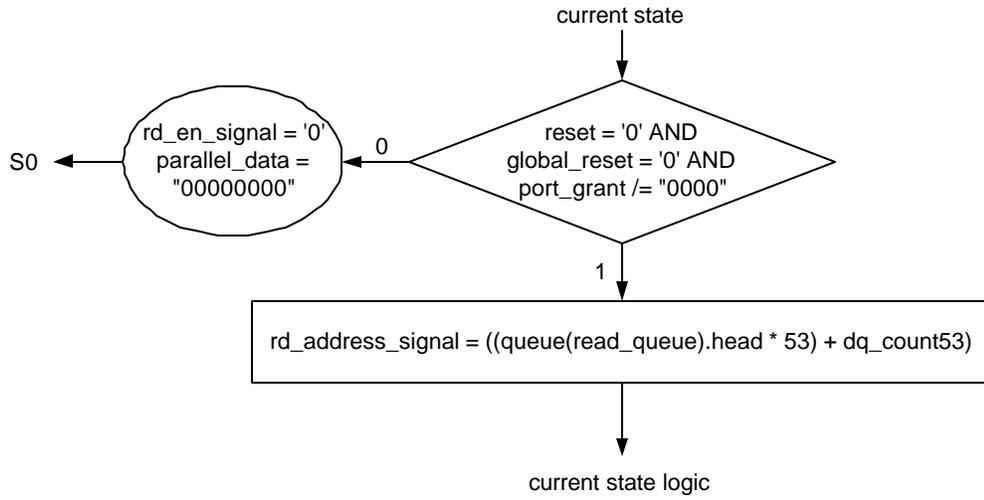 current state
reset = '0' AND
global_reset = '0' AND
port_grant /= "0000"
0
rd_en_signal = '0'
parallel_data =
"00000000"
S0
1
rd_address_signal = ((queue(read_queue).head * 53) + dq_count53)
current state logic